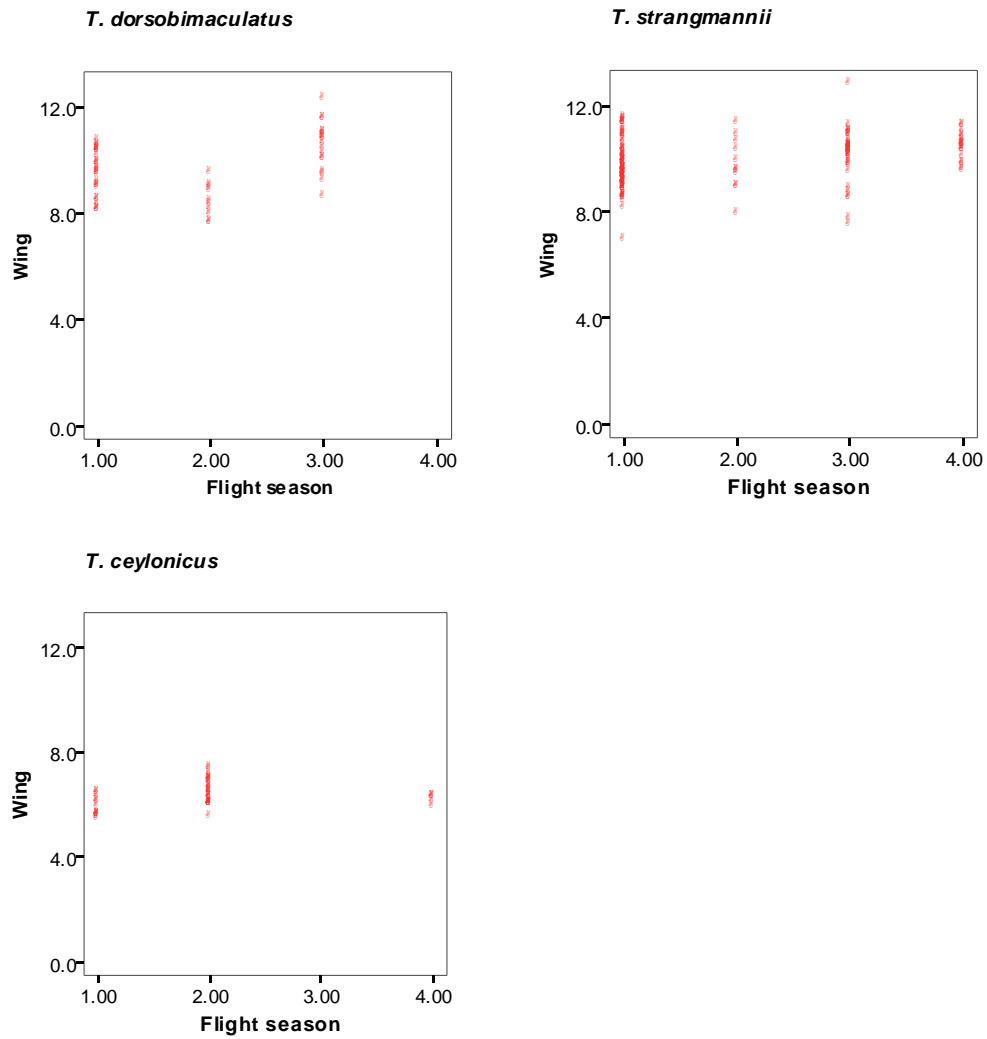 T. dorsobimaculatus
12.0
8.0
4.0
0.0
Wing
1.00 2.00 3.00 4.00
Flight season
T. strangmannii
12.0
8.0
4.0
0.0
Wing
1.00 2.00 3.00 4.00
Flight season
T. ceylonicus
12.0
8.0
4.0
0.0
Wing
1.00 2.00 3.00 4.00
Flight season